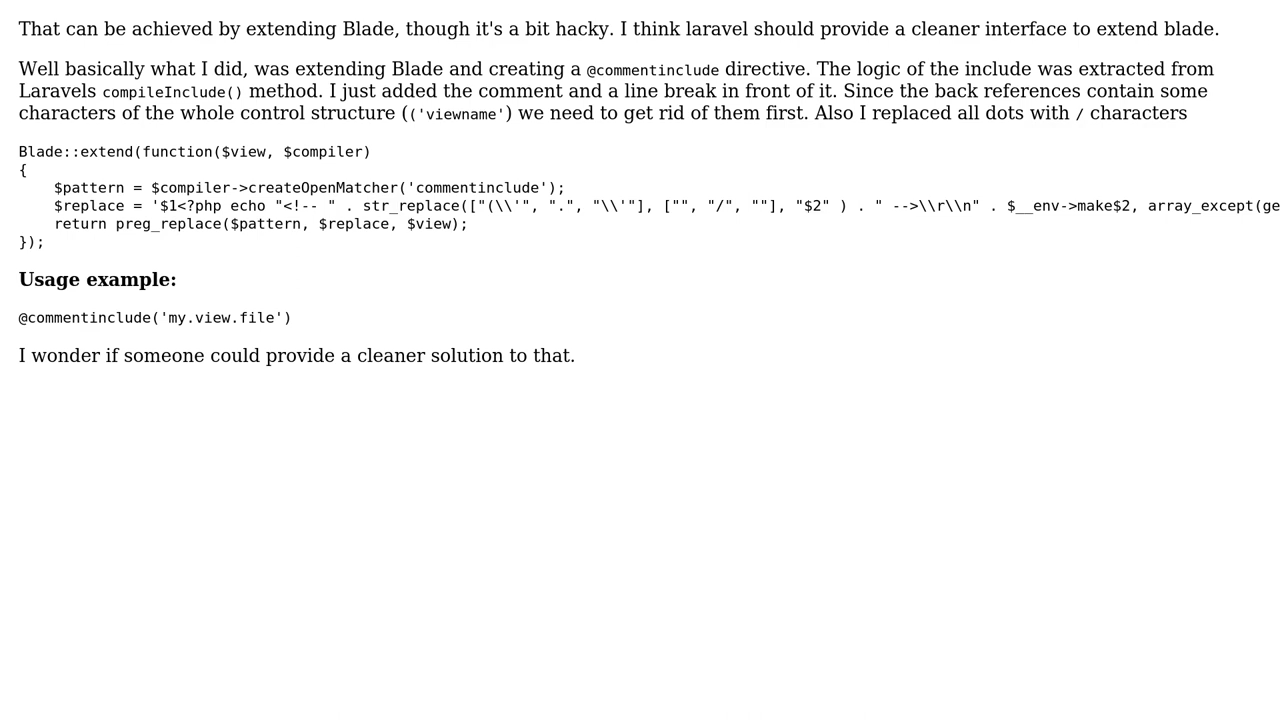 That can be achieved by extending Blade, though it's a bit hacky. I think laravel should provide a cleaner interface to extend blade.
Well basically what I did, was extending Blade and creating a @commentinclude directive. The logic of the include was extracted from
Laravels compileInclude() method. I just added the comment and a line break in front of it. Since the back references contain some
characters of the whole control structure (('viewname') we need to get rid of them first. Also I replaced all dots with / characters
Blade::extend(function($view, $compiler)
{
    $pattern = $compiler->createOpenMatcher('commentinclude');
    $replace = '$1<?php echo "<!-- " . str_replace(["(\\'", ".", "\\'"], ["", "/", ""], "$2" ) . " -->\\r\\n" . $__env->make$2, array_except(ge
    return preg_replace($pattern, $replace, $view);
});
Usage example:
@commentinclude('my.view.file')
I wonder if someone could provide a cleaner solution to that.